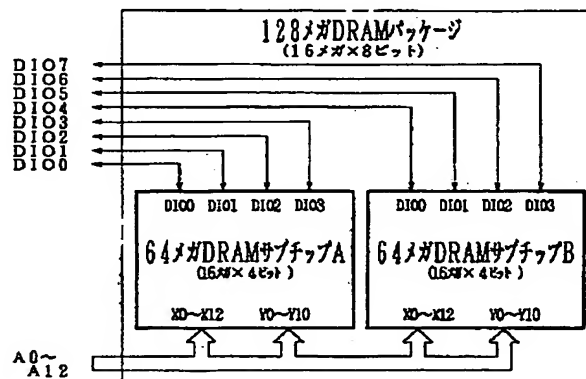 128メガDRAMパッケージ
(16メガ×8ビット)
DIO7
DIO6
DIO5
DIO4
DIO3
DIO2
DIO1
DIO0
DIO0 DIO1 DIO2 DIO3
64メガDRAMサブチップA
(16メガ×4ビット)
X0〜X12 Y0〜Y10
DIO0 DIO1 DIO2 DIO3
64メガDRAMサブチップB
(16メガ×4ビット)
X0〜X12 Y0〜Y10
A0〜
A12